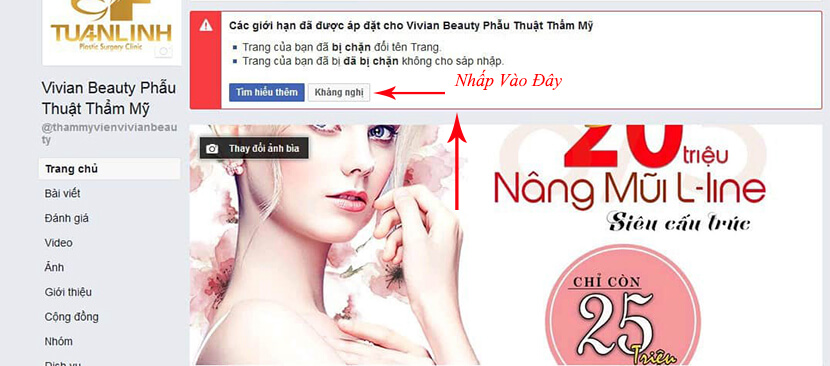 TUANLINH
Plastic Surgery Clinic
Vivian Beauty Phẫu
Thuật Thẩm Mỹ
@thammyvienvivianbeau
ty
Trang chủ
Bài viết
Đánh giá
Video
Ảnh
Giới thiệu
Cộng đồng
Nhóm
Dịch vụ
Các giới hạn đã được áp đặt cho Vivian Beauty Phẫu Thuật Thẩm Mỹ
Trang của bạn đã bị chặn đổi tên Trang.
Trang của bạn đã bị đã bị chặn không cho sáp nhập.
Tìm hiểu thêm Kháng nghị
Nhấp Vào Đây
Thay đổi ảnh bìa
20 triệu
Nâng Mũi L-line
Siêu cấu trúc
CHỈ CÒN
25
Triệu